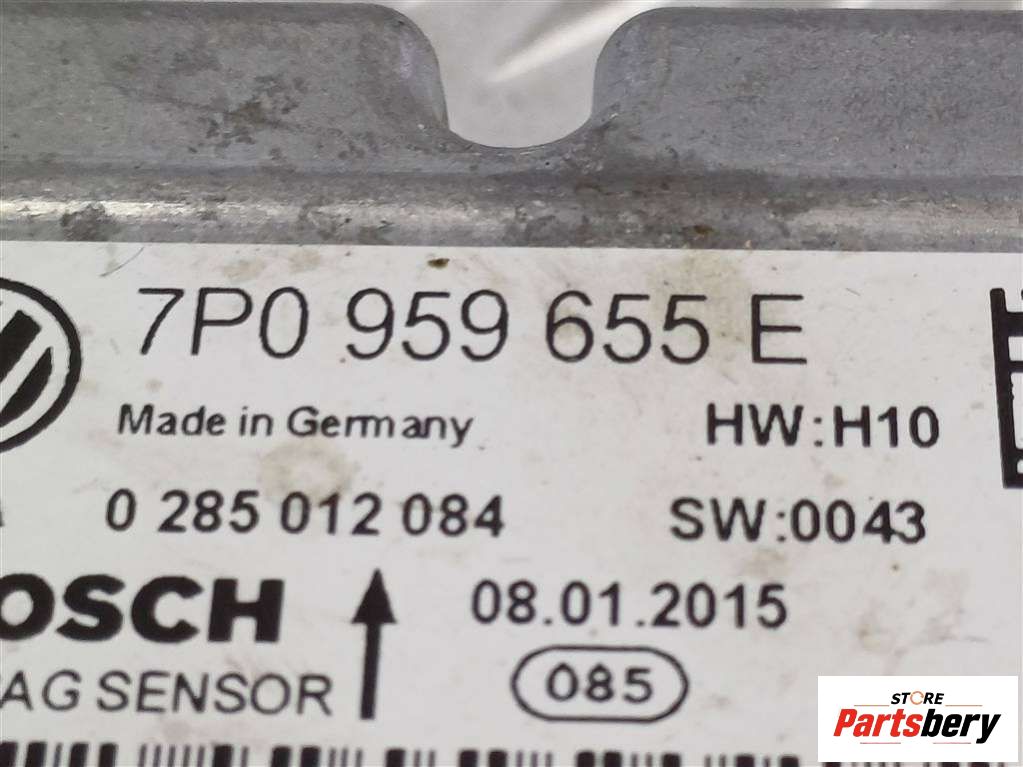 7P0 959 655 E
Made in Germany HW:H10
0 285 012 084 SW:0043
OSCH 08.01.2015
AG SENSOR 085
STORE
Partsbery